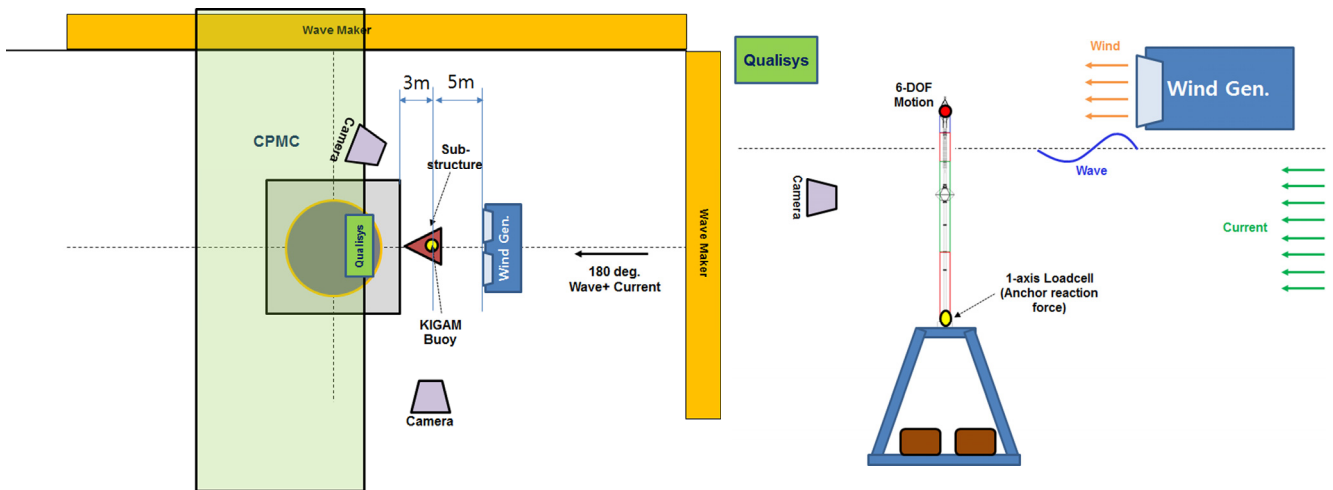 Wave Maker
3m
5m
Camera
CPMC
Sub-
structure
Qualisys
Wind Gen.
180 deg.
Wave+ Current
KIGAM
Buoy
Camera
Wave Maker
Qualisys
6-DOF
Motion
Wind
Wind Gen.
Wave
Camera
Current
1-axis Loadcell
(Anchor reaction
force)